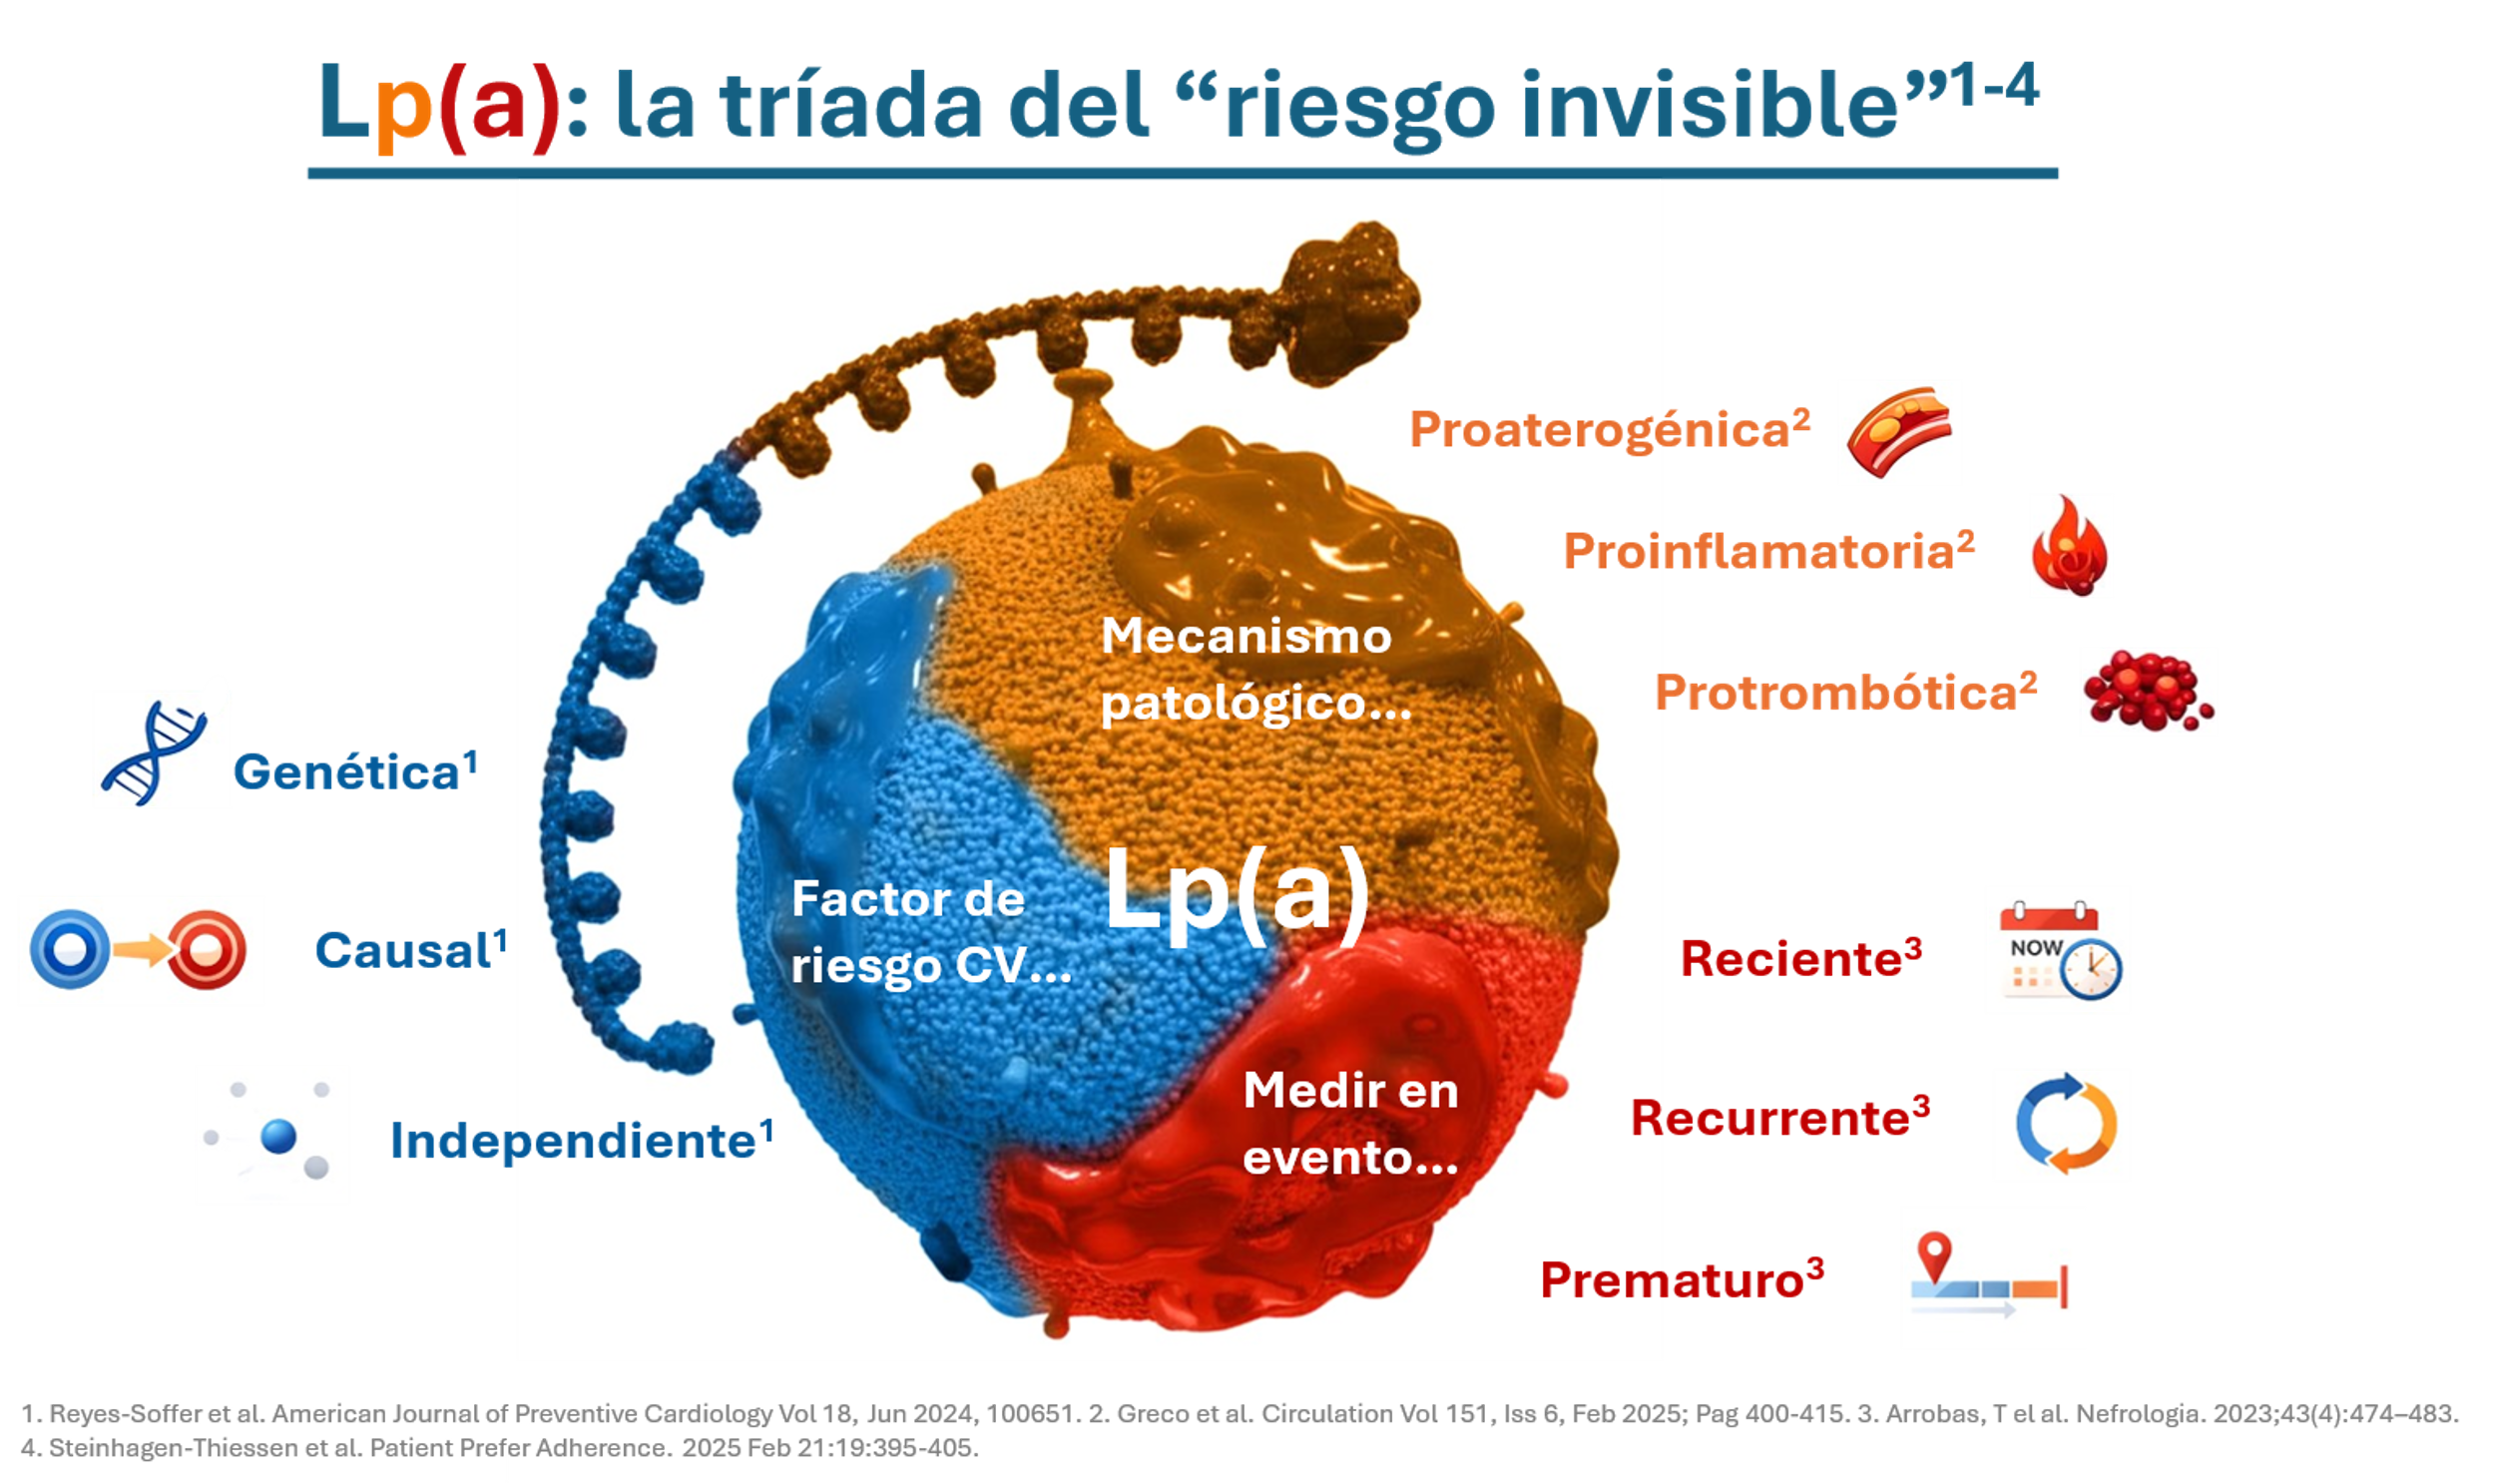 Lp(a): la tríada del “riesgo invisible”¹⁻⁴
Proaterogénica²
Proinflamatoria²
Mecanismo
patológico...
Protrombótica²
Genética¹
Lp(a)
Factor de
riesgo CV...
Causal¹
Reciente³
NOW
Medir en
evento...
Recurrente³
Independiente¹
Prematuro³
1. Reyes-Soffer et al. American Journal of Preventive Cardiology Vol 18, Jun 2024, 100651. 2. Greco et al. Circulation Vol 151, Iss 6, Feb 2025; Pag 400-415. 3. Arrobas, T el al. Nefrologia. 2023;43(4):474–483.
4. Steinhagen-Thiessen et al. Patient Prefer Adherence. 2025 Feb 21:19:395-405.